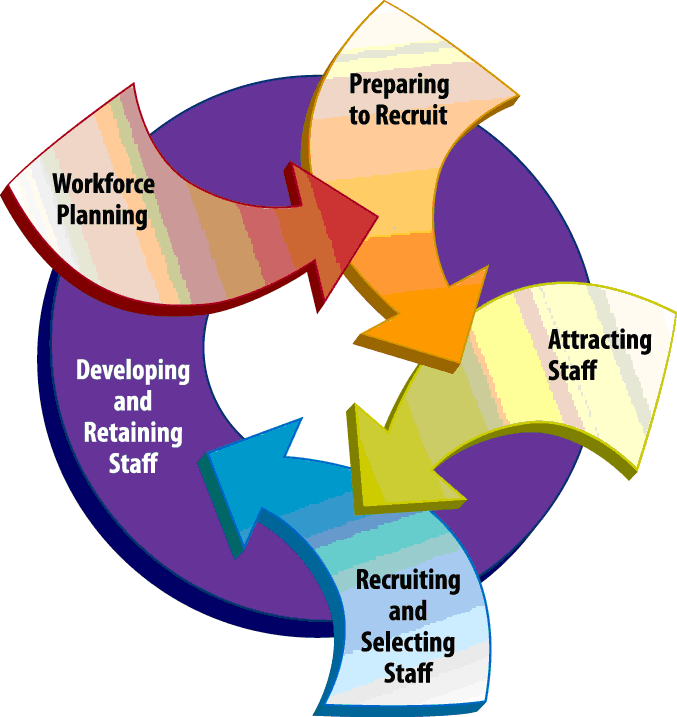 Preparing
to Recruit
Workforce
Planning
Attracting
Staff
Developing
and
Retaining
Staff
Recruiting
and
Selecting
Staff